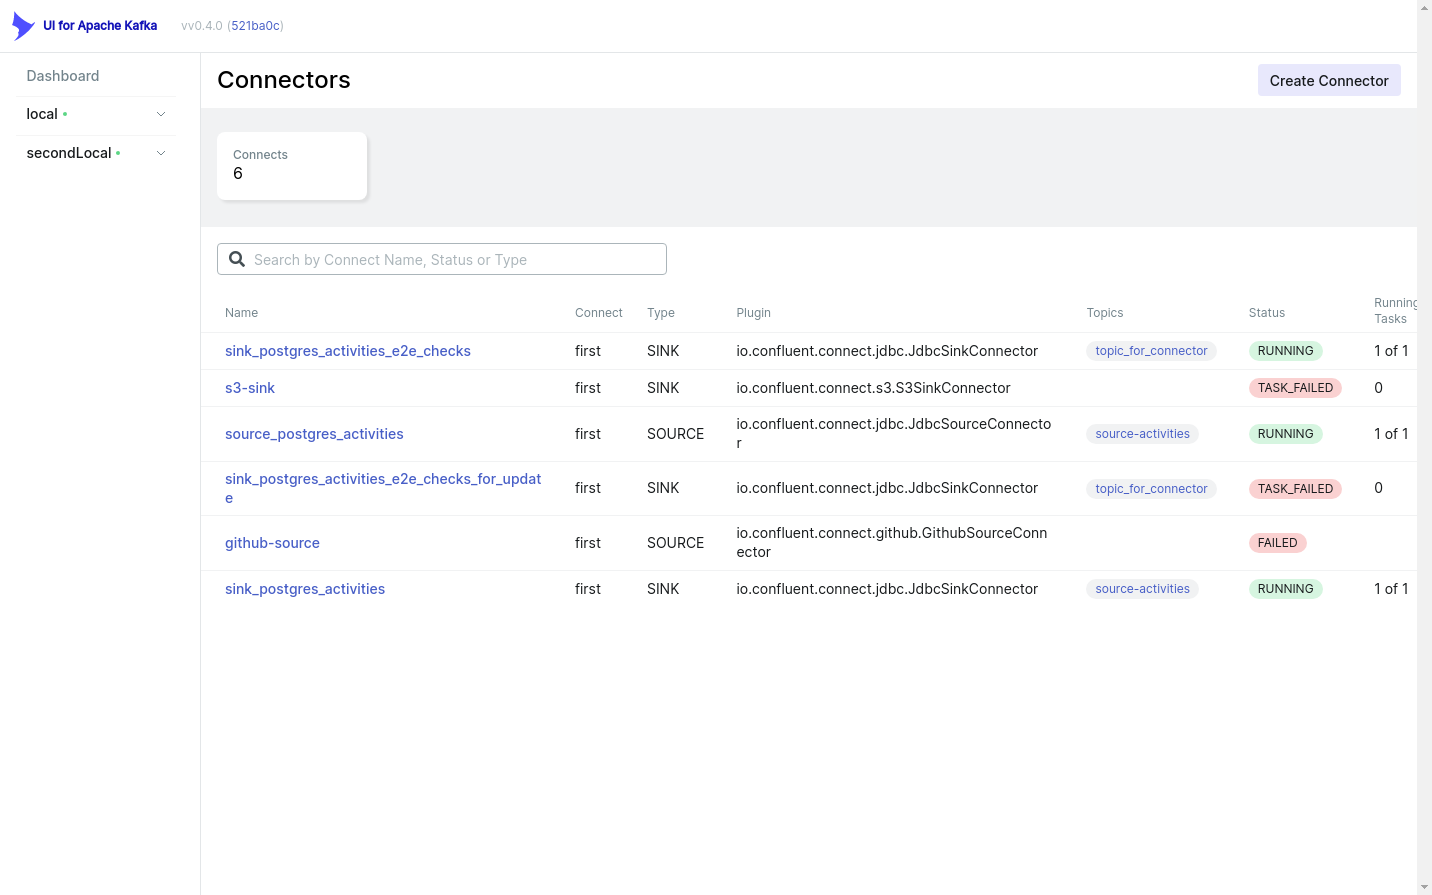 UI for Apache Kafka vv0.4.0 (521ba0c)
Dashboard
local
secondLocal
Connectors
Create Connector
Connects
6
Search by Connect Name, Status or Type
Name Connect Type Plugin Topics Status Running
Tasks
sink_postgres_activities_e2e_checks first SINK io.confluent.connect.jdbc.JdbcSinkConnector topic_for_connector RUNNING 1 of 1
s3-sink first SINK io.confluent.connect.s3.S3SinkConnector TASK_FAILED 0
source_postgres_activities first SOURCE io.confluent.connect.jdbc.JdbcSourceConnecto
r source-activities RUNNING 1 of 1
sink_postgres_activities_e2e_checks_for_updat
e first SINK io.confluent.connect.jdbc.JdbcSinkConnector topic_for_connector TASK_FAILED 0
github-source first SOURCE io.confluent.connect.github.GithubSourceConn
ector FAILED
sink_postgres_activities first SINK io.confluent.connect.jdbc.JdbcSinkConnector source-activities RUNNING 1 of 1